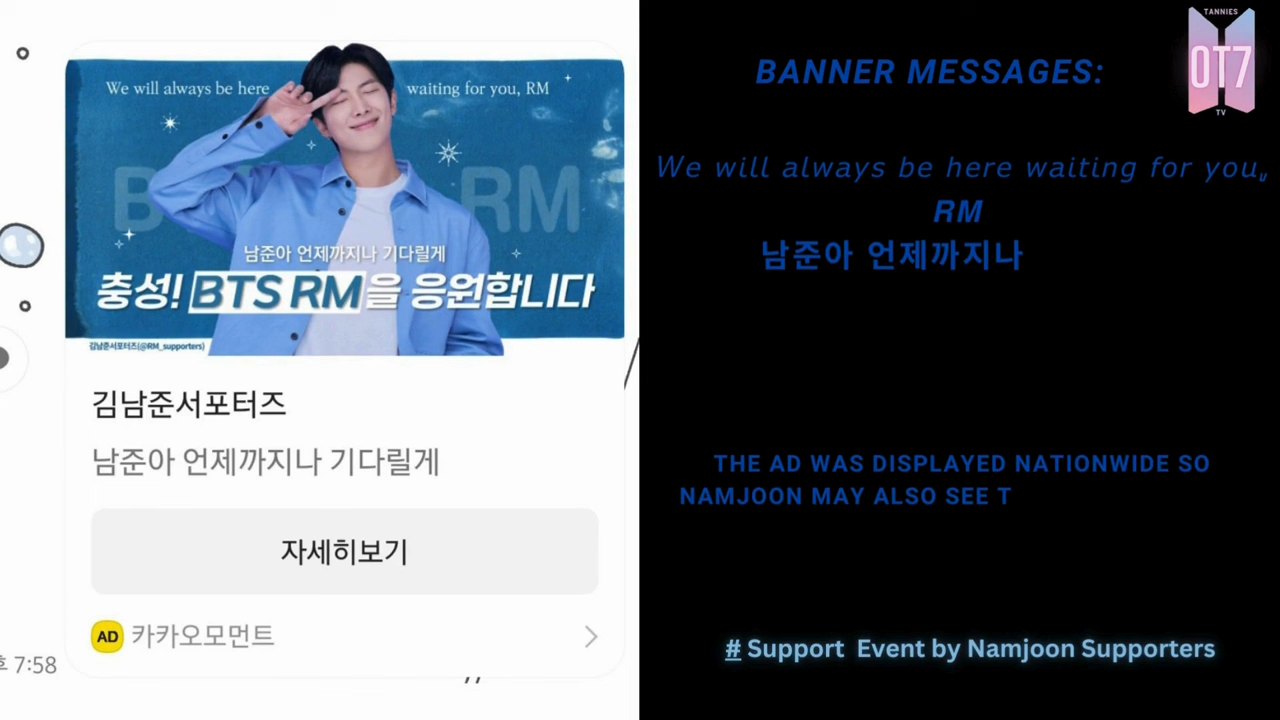 We will always be here waiting for you, RM
B RM
남준아 언제까지나 기다릴게
충성! BTS RM을 응원합니다
김남준서포터즈(@RM_supporters)
김남준서포터즈
남준아 언제까지나 기다릴게
자세히보기
AD 카카오모먼트
7:58
TANNIES
OT7
TV
BANNER MESSAGES:
We will always be here waiting for you,
RM
남준아 언제까지나
THE AD WAS DISPLAYED NATIONWIDE SO
NAMJOON MAY ALSO SEE T
# Support Event by Namjoon Supporters